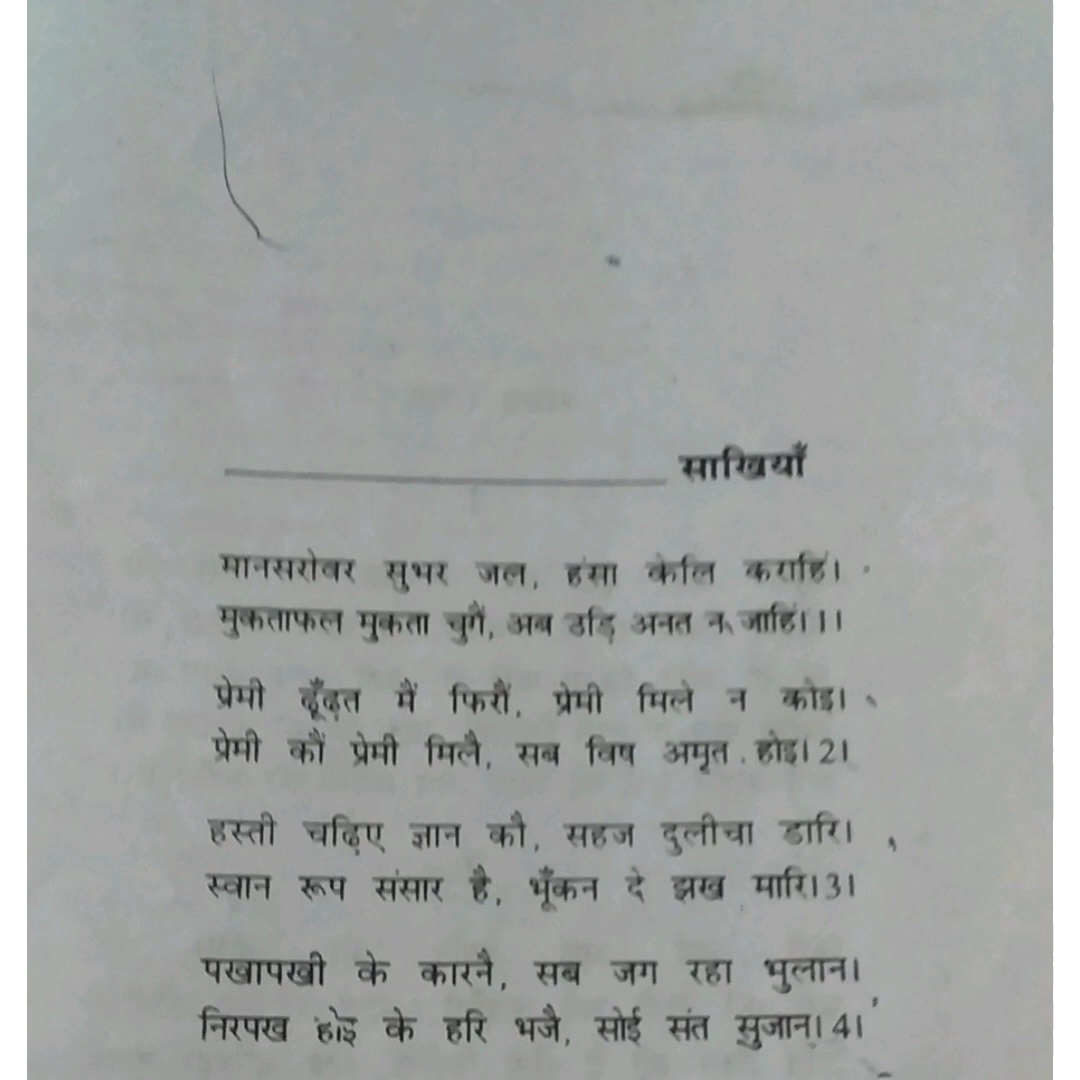 साखियाँ
मानसरोवर सुभर जल, हंसा केलि कराहिं।
मुकताफल मुकता चुगैं, अब उड़ि अनत न जाहिं।1।
प्रेमी ढूँढ़त मैं फिरौं, प्रेमी मिले न कोइ।
प्रेमी कौं प्रेमी मिलै, सब विष अमृत होइ।2।
हस्ती चढ़िए ज्ञान कौ, सहज दुलीचा डारि।
स्वान रूप संसार है, भूँकन दे झख मारि।3।
पखापखी के कारनै, सब जग रहा भुलान।
निरपख होइ के हरि भजै, सोई संत सुजान।4।